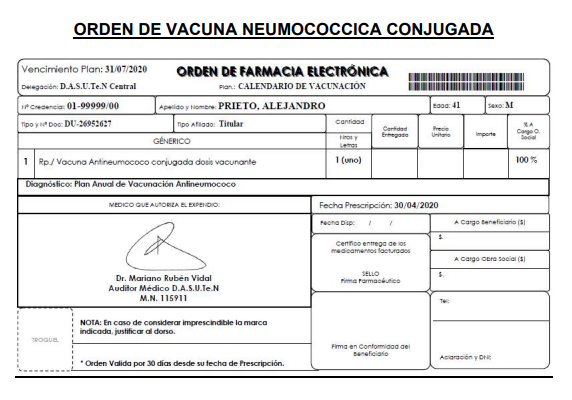 ORDEN DE VACUNA NEUMOCOCCICA CONJUGADA
Vencimiento Plan: 31/07/2020
ORDEN DE FARMACIA ELECTRÓNICA
Delegación: D.A.S.U.Te.N Central
Plan.: CALENDARIO DE VACUNACIÓN
Nº Credencial: 01-99999/00
Apellido y Nombre: PRIETO, ALEJANDRO
Edad: 41
Sexo: M
Tipo y Nº Doc: DU-26952627
Tipo Afiliado: Titular
Cantidad
Cantidad Entregada
Precio Unitario
Importe
% A Cargo O. Social
GÉNERICO
Nros y Letras
1 Rp./ Vacuna Antineumococo conjugada dosis vacunante
1 (uno)
100 %
Diagnóstico: Plan Anual de Vacunación Antineumococo
MEDICO QUE AUTORIZA EL EXPENDIO:
Fecha Prescripción: 30/04/2020
Fecha Disp: / /
A Cargo Beneficiario ($)
$.
Certifico entrega de los
medicamentos facturados
A Cargo Obra Social ($)
$.
SELLO
Firma Farmacéutico
Dr. Mariano Rubén Vidal
Auditor Médico D.A.S.U.Te.N
M.N. 115911
Tel:
TROQUEL
NOTA: En caso de considerar imprescindible la marca
indicada, justificar al dorso.
* Orden Valida por 30 días desde su fecha de Prescripción.
Firma en Conformidad del
Beneficiario
Aclaración y DNI: